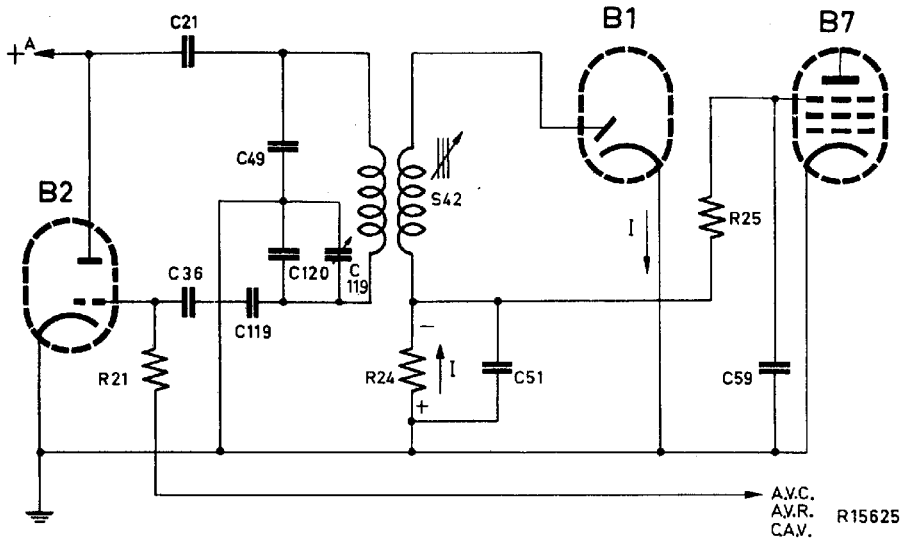 C21
B1
B7
+A
C49
B2
S42
R25
I
C36
C120
C
119
C119
−
R21
R24
I
C51
C59
+
A.V.C.
A.V.R.
C.A.V.
R15625